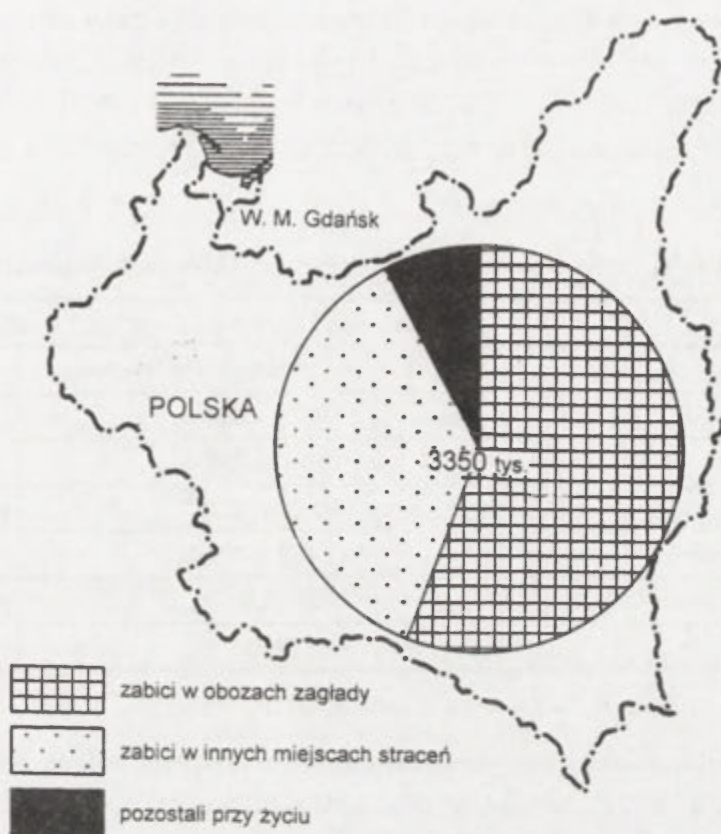 W. M. Gdańsk
POLSKA
3350 tys.
zabici w obozach zagłady
zabici w innych miejscach straceń
pozostali przy życiu